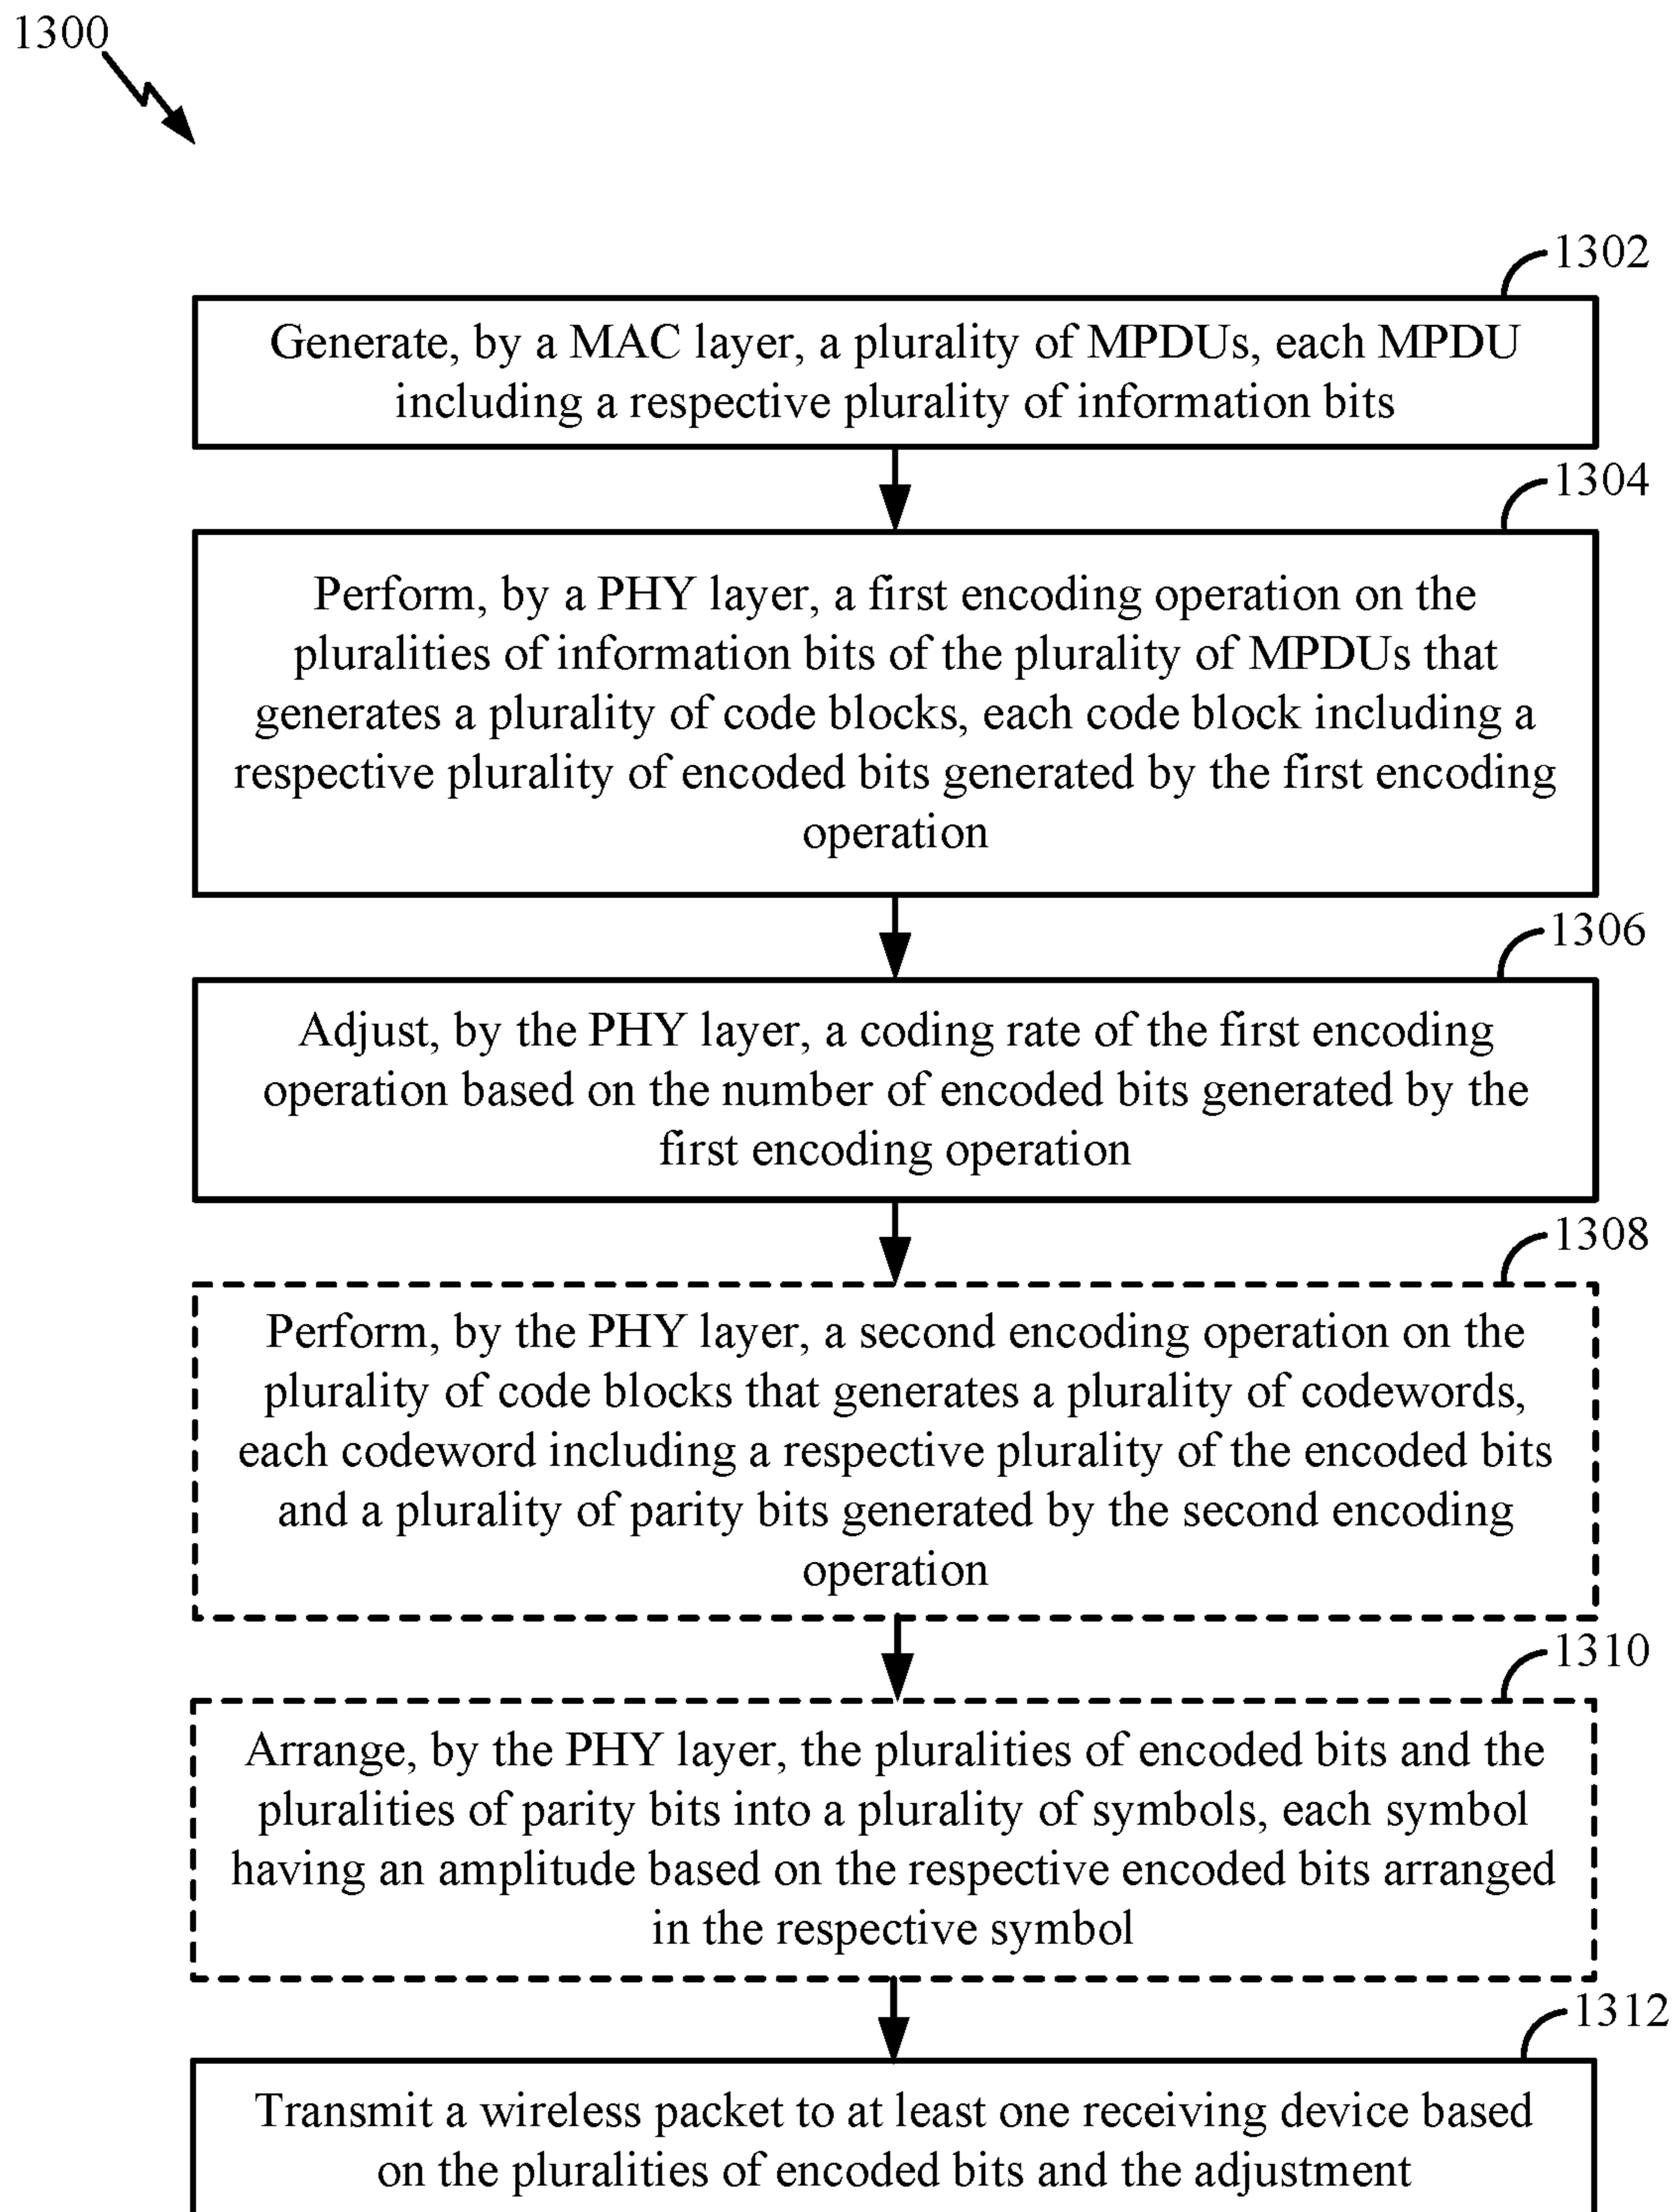 1300
1302
Generate, by a MAC layer, a plurality of MPDUs, each MPDU
including a respective plurality of information bits
1304
Perform, by a PHY layer, a first encoding operation on the
pluralities of information bits of the plurality of MPDUs that
generates a plurality of code blocks, each code block including a
respective plurality of encoded bits generated by the first encoding
operation
1306
Adjust, by the PHY layer, a coding rate of the first encoding
operation based on the number of encoded bits generated by the
first encoding operation
1308
Perform, by the PHY layer, a second encoding operation on the
plurality of code blocks that generates a plurality of codewords,
each codeword including a respective plurality of the encoded bits
and a plurality of parity bits generated by the second encoding
operation
1310
Arrange, by the PHY layer, the pluralities of encoded bits and the
pluralities of parity bits into a plurality of symbols, each symbol
having an amplitude based on the respective encoded bits arranged
in the respective symbol
1312
Transmit a wireless packet to at least one receiving device based
on the pluralities of encoded bits and the adjustment